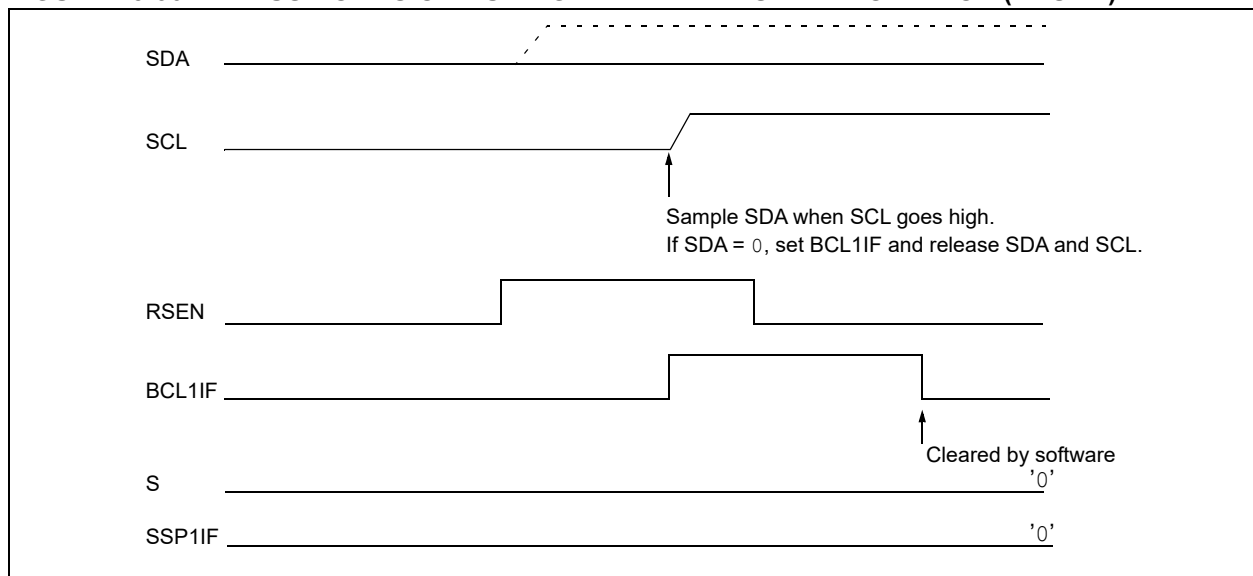 SDA
SCL
Sample SDA when SCL goes high.
If SDA = 0, set BCL1IF and release SDA and SCL.
RSEN
BCL1IF
Cleared by software
S '0'
SSP1IF '0'